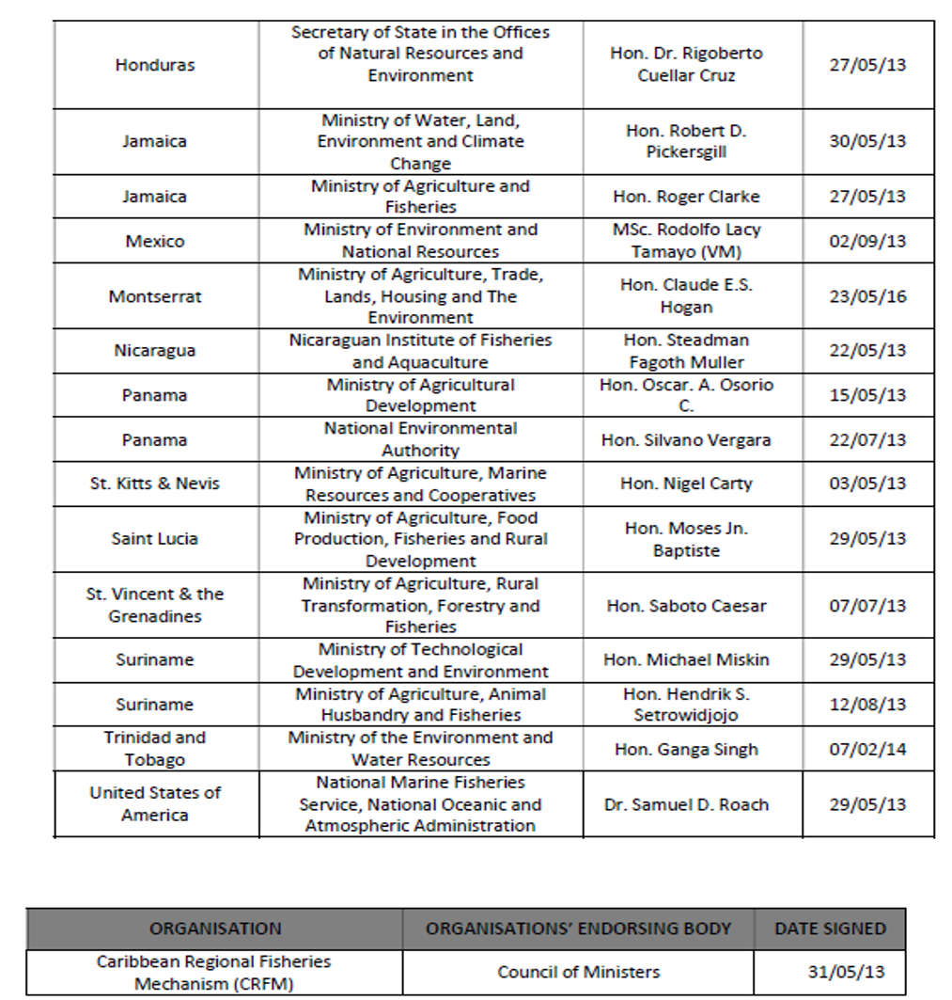 Honduras
Secretary of State in the Offices
of Natural Resources and
Environment
Hon. Dr. Rigoberto
Cuellar Cruz
27/05/13
Jamaica
Ministry of Water, Land,
Environment and Climate
Change
Hon. Robert D.
Pickersgill
30/05/13
Jamaica
Ministry of Agriculture and
Fisheries
Hon. Roger Clarke
27/05/13
Mexico
Ministry of Environment and
National Resources
MSc. Rodolfo Lacy
Tamayo (VM)
02/09/13
Montserrat
Ministry of Agriculture, Trade,
Lands, Housing and The
Environment
Hon. Claude E.S.
Hogan
23/05/16
Nicaragua
Nicaraguan Institute of Fisheries
and Aquaculture
Hon. Steadman
Fagoth Muller
22/05/13
Panama
Ministry of Agricultural
Development
Hon. Oscar. A. Osorio
C.
15/05/13
Panama
National Environmental
Authority
Hon. Silvano Vergara
22/07/13
St. Kitts & Nevis
Ministry of Agriculture, Marine
Resources and Cooperatives
Hon. Nigel Carty
03/05/13
Saint Lucia
Ministry of Agriculture, Food
Production, Fisheries and Rural
Development
Hon. Moses Jn.
Baptiste
29/05/13
St. Vincent & the
Grenadines
Ministry of Agriculture, Rural
Transformation, Forestry and
Fisheries
Hon. Saboto Caesar
07/07/13
Suriname
Ministry of Technological
Development and Environment
Hon. Michael Miskin
29/05/13
Suriname
Ministry of Agriculture, Animal
Husbandry and Fisheries
Hon. Hendrik S.
Setrowidjojo
12/08/13
Trinidad and
Tobago
Ministry of the Environment and
Water Resources
Hon. Ganga Singh
07/02/14
United States of
America
National Marine Fisheries
Service, National Oceanic and
Atmospheric Administration
Dr. Samuel D. Roach
29/05/13
ORGANISATION
ORGANISATIONS’ ENDORSING BODY
DATE SIGNED
Caribbean Regional Fisheries
Mechanism (CRFM)
Council of Ministers
31/05/13